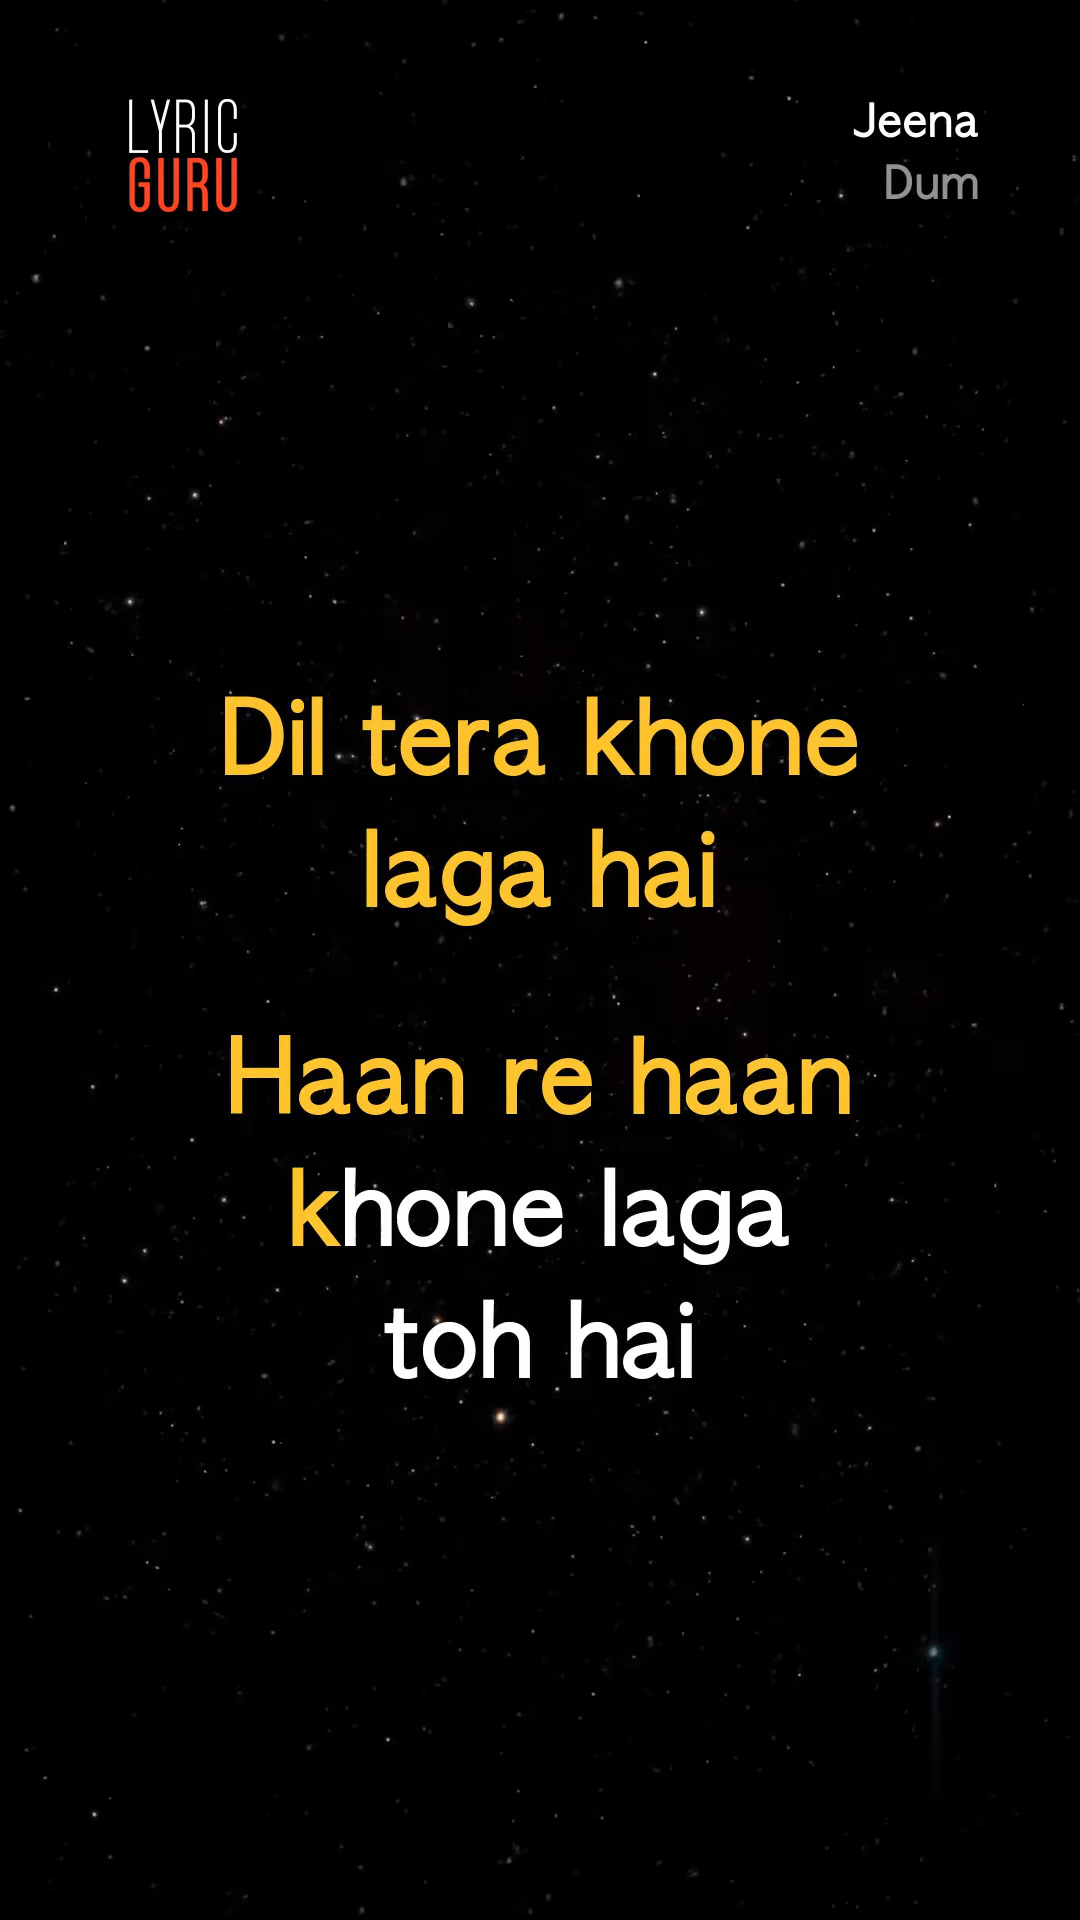 LYRIC
GURU
Jeena
Dum
Dil tera khone
laga hai
Haan re haan
khone laga
toh hai